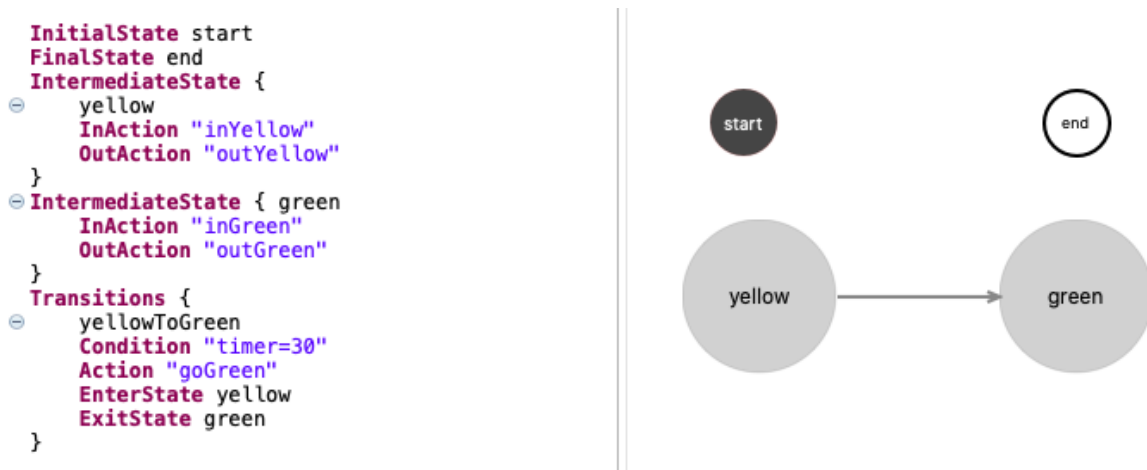 InitialState start
FinalState end
IntermediateState {
yellow
InAction "inYellow"
OutAction "outYellow"
}
IntermediateState { green
InAction "inGreen"
OutAction "outGreen"
}
Transitions {
yellowToGreen
Condition "timer=30"
Action "goGreen"
EnterState yellow
ExitState green
}
start
end
yellow
green